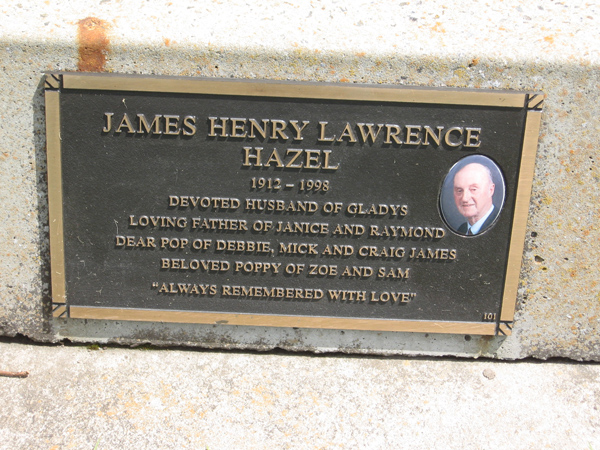 JAMES HENRY LAWRENCE
HAZEL
1912 – 1998
DEVOTED HUSBAND OF GLADYS
LOVING FATHER OF JANICE AND RAYMOND
DEAR POP OF DEBBIE, MICK AND CRAIG JAMES
BELOVED POPPY OF ZOE AND SAM
"ALWAYS REMEMBERED WITH LOVE"
101